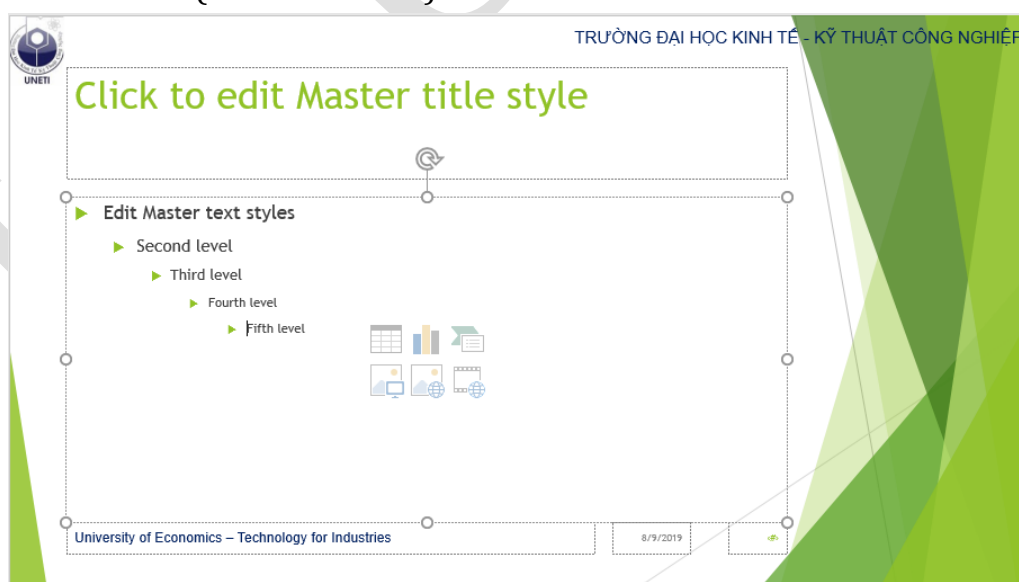 TRƯỜNG ĐẠI HỌC KINH TẾ - KỸ THUẬT CÔNG NGHIỆP
UNETI
Click to edit Master title style
Edit Master text styles
Second level
Third level
Fourth level
Fifth level
University of Economics – Technology for Industries
8/9/2019
‹#›